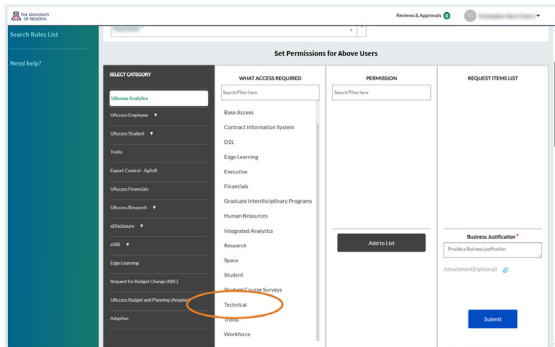 THE UNIVERSITY
OF ARIZONA
Reviews & Approvals
Search Roles List
Need help?
Set Permissions for Above Users
SELECT CATEGORY
UAccess Analytics
UAccess Employee ▼
UAccess Student ▼
Trellis
Export Control - Agiloft
UAccess Financials
UAccess Research ▼
eDisclosure ▼
eIRB ▼
Edge Learning
Request for Budget Change (RBC)
UAccess Budget and Planning (Anaplan)
Adaptive
WHAT ACCESS REQUIRED
Search/Filter here
Base Access
Contract Information System
D2L
Edge Learning
Executive
Financials
Graduate Interdisciplinary Programs
Human Resources
Integrated Analytics
Research
Space
Student
Student Course Surveys
Technical
Trellis
Workforce
PERMISSION
Search/Filter here
Add to List
REQUEST ITEMS LIST
Business Justification *
Provide a Business Justification
Attachment(Optional)
Submit